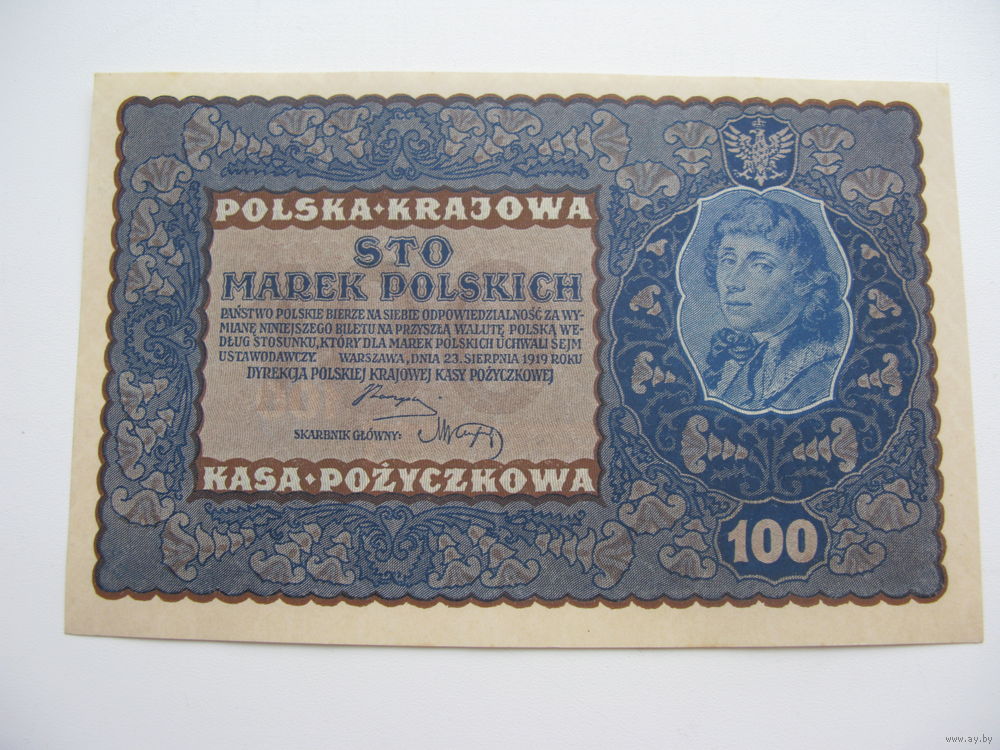 POLSKA·KRAJOWA
STO
MAREK POLSKICH
PAŃSTWO POLSKIE BIERZE NA SIEBIE ODPOWIEDZIALNOŚĆ ZA WY-
MIANĘ NINIEJSZEGO BILETU NA PRZYSZŁĄ WALUTĘ POLSKĄ WE-
DŁUG STOSUNKU, KTÓRY DLA MAREK POLSKICH UCHWALI SEJM
USTAWODAWCZY. WARSZAWA, DNIA 23. SIERPNIA 1919 ROKU
DYREKCJA POLSKIEJ KRAJOWEJ KASY POŻYCZKOWEJ
SKARBNIK GŁÓWNY:
KASA·POŻYCZKOWA
100
www.ay.by